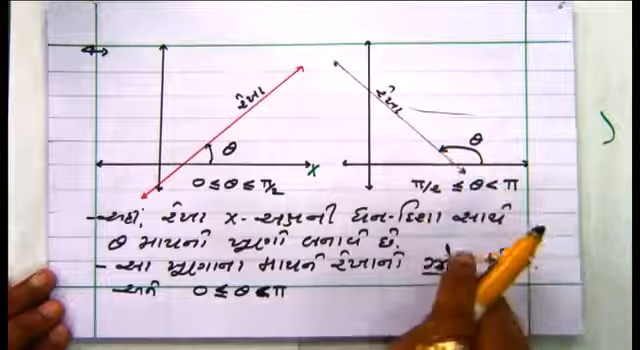 રેખા
રેખા
θ
θ
x
0 ≤ θ ≤ π/2
π/2 ≤ θ < π
- અહીં, રેખા x-અક્ષની ધન-દિશા સાથે
θ માપનો ખૂણો બનાવે છે.
- આ ખૂણાના માપને રેખાનો
અને 0 ≤ θ < π